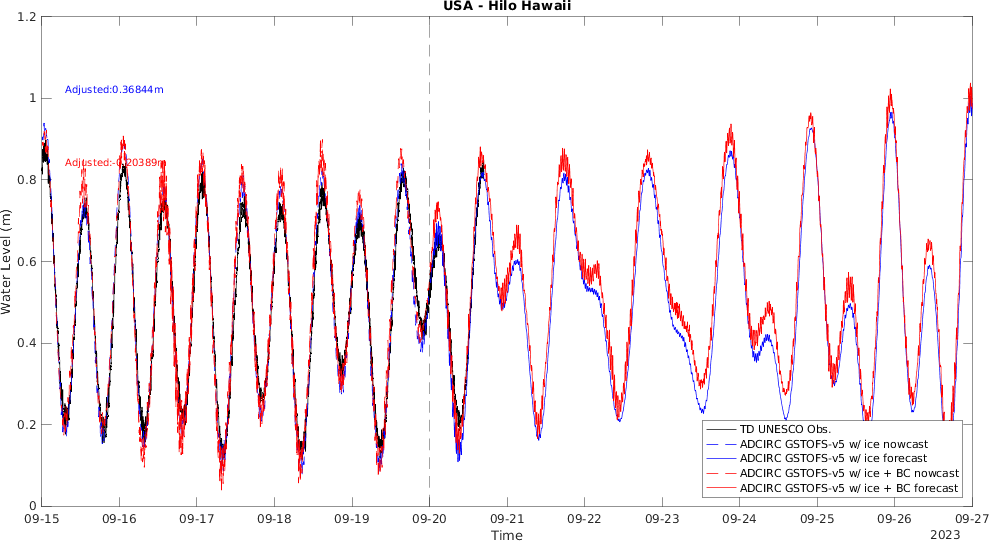 USA - Hilo Hawaii
1.2
1
0.8
0.6
0.4
0.2
0
Water Level (m)
Adjusted:0.36844m
Adjusted:-0.20389m
TD UNESCO Obs.
ADCIRC GSTOFS-v5 w/ ice nowcast
ADCIRC GSTOFS-v5 w/ ice forecast
ADCIRC GSTOFS-v5 w/ ice + BC nowcast
ADCIRC GSTOFS-v5 w/ ice + BC forecast
09-15 09-16 09-17 09-18 09-19 09-20 09-21 09-22 09-23 09-24 09-25 09-26 09-27
Time
2023